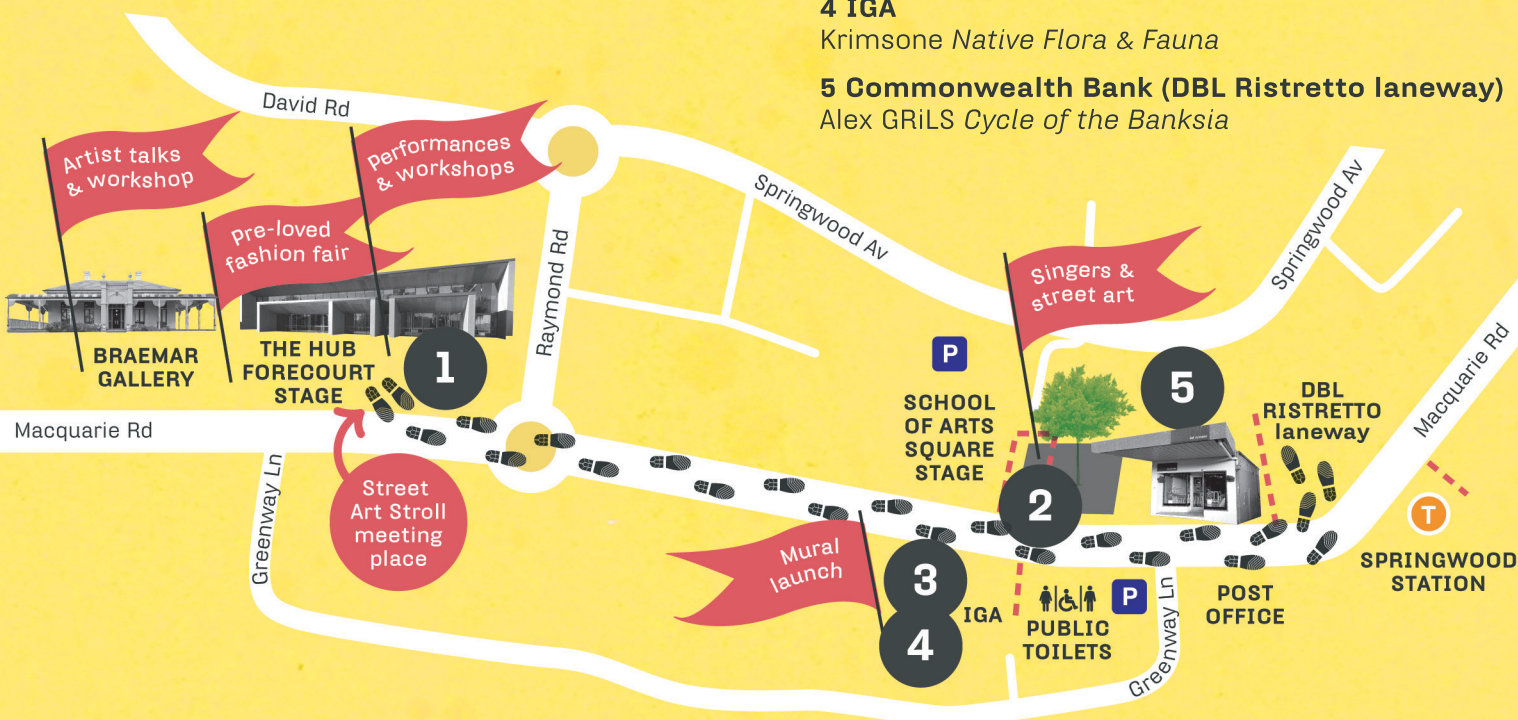 4 IGA
Krimsone Native Flora & Fauna
5 Commonwealth Bank (DBL Ristretto laneway)
Alex GRiLS Cycle of the Banksia
David Rd
Artist talks
& workshop
Performances
& workshops
Pre-loved
fashion fair
Springwood Av
Springwood Av
Singers &
street art
Raymond Rd
BRAEMAR
GALLERY
THE HUB
FORECOURT
STAGE
1
P
SCHOOL
OF ARTS
SQUARE
STAGE
5
DBL
RISTRETTO
laneway
Macquarie Rd
Macquarie Rd
Greenway Ln
Street
Art Stroll
meeting
place
2
T
SPRINGWOOD
STATION
Mural
launch
3
4
IGA
P
PUBLIC
TOILETS
Greenway Ln
POST
OFFICE